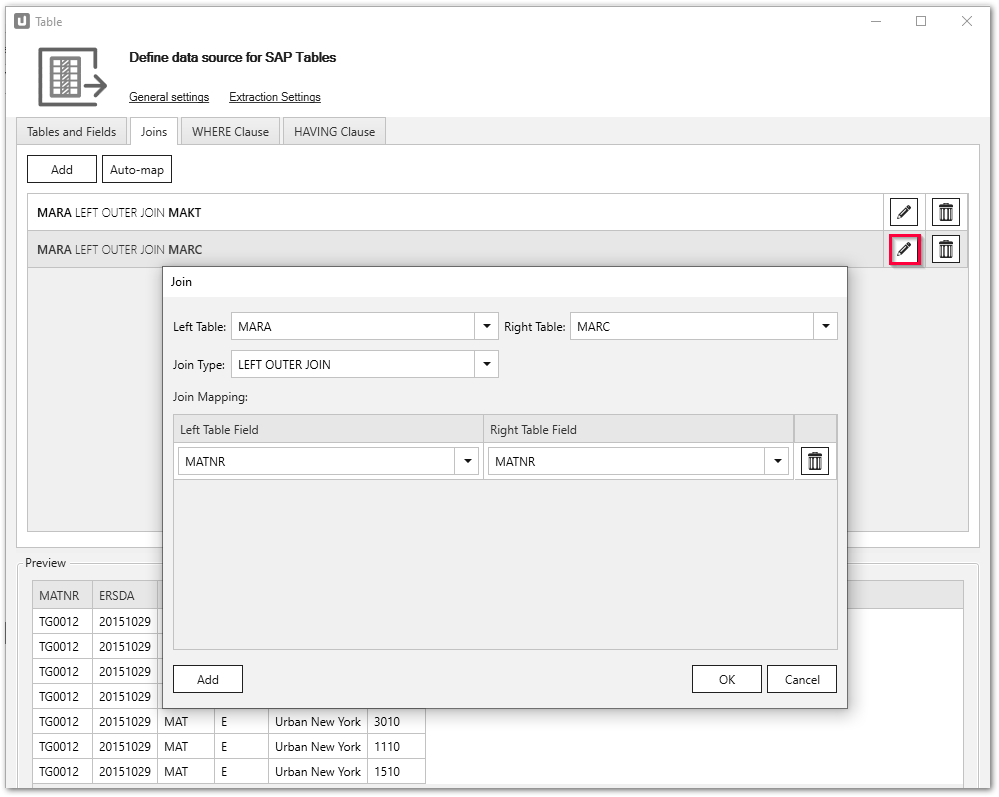 Table
Define data source for SAP Tables
General settings Extraction Settings
Tables and Fields Joins WHERE Clause HAVING Clause
Add Auto-map
MARA LEFT OUTER JOIN MAKT
MARA LEFT OUTER JOIN MARC
Join
Left Table: MARA Right Table: MARC
Join Type: LEFT OUTER JOIN
Join Mapping:
Left Table Field Right Table Field
MATNR MATNR
Add OK Cancel
Preview
MATNR ERSDA
TG0012 20151029
TG0012 20151029
TG0012 20151029
TG0012 20151029
TG0012 20151029 MAT E Urban New York 3010
TG0012 20151029 MAT E Urban New York 1110
TG0012 20151029 MAT E Urban New York 1510